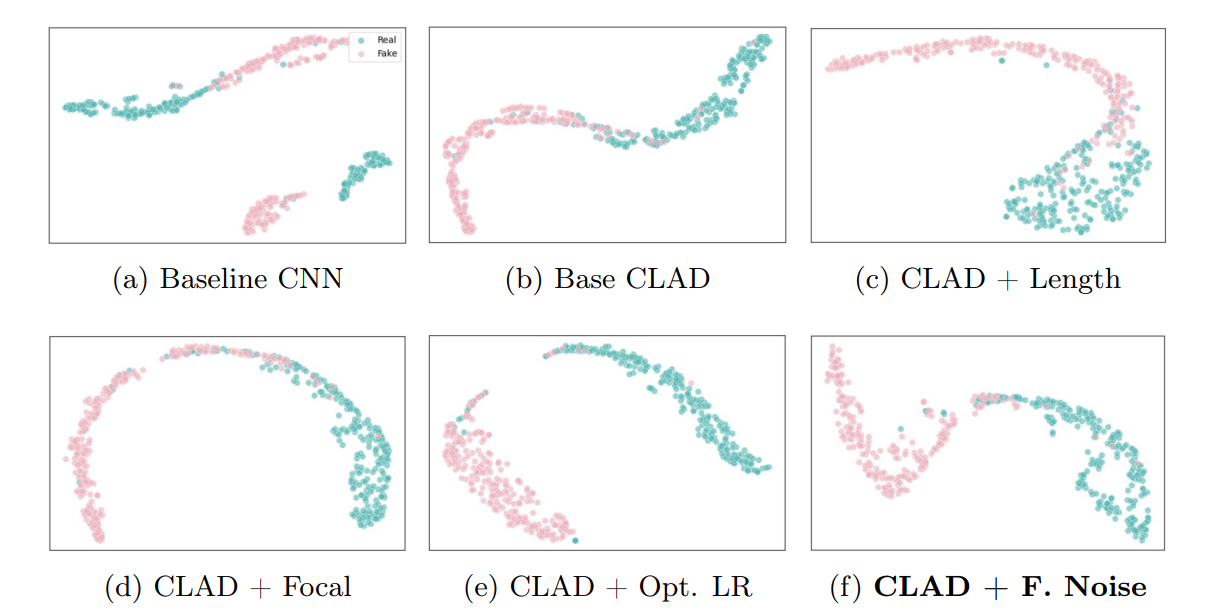 Real
Fake
(a) Baseline CNN
(b) Base CLAD
(c) CLAD + Length
(d) CLAD + Focal
(e) CLAD + Opt. LR
(f) CLAD + F. Noise